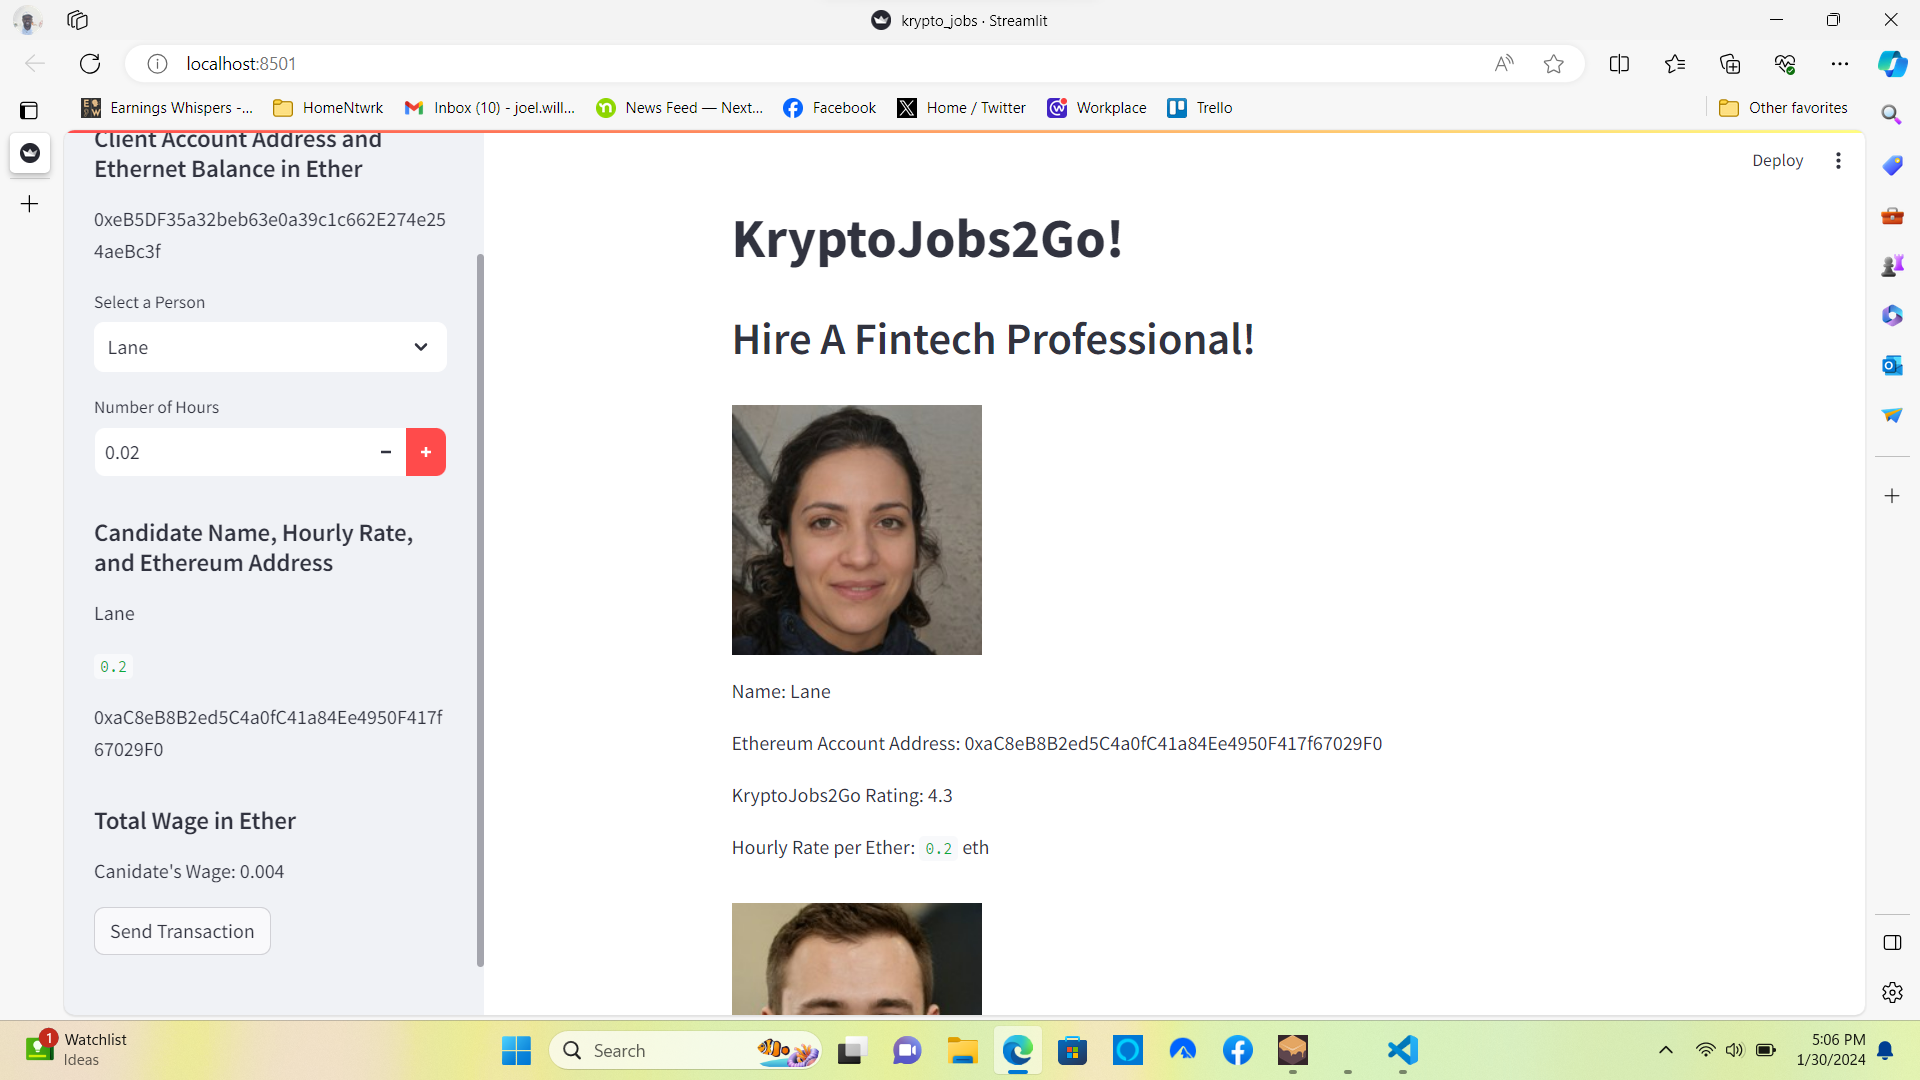 krypto_jobs · Streamlit
localhost:8501
Earnings Whispers -...
HomeNtwrk
Inbox (10) - joel.will...
News Feed — Next...
Facebook
Home / Twitter
Workplace
Trello
Other favorites
Client Account Address and
Ethernet Balance in Ether
0xeB5DF35a32beb63e0a39c1c662E274e25
4aeBc3f
Select a Person
Lane
Number of Hours
0.02
Candidate Name, Hourly Rate,
and Ethereum Address
Lane
0.2
0xaC8eB8B2ed5C4a0fC41a84Ee4950F417f
67029F0
Total Wage in Ether
Canidate's Wage: 0.004
Send Transaction
Deploy
KryptoJobs2Go!
Hire A Fintech Professional!
Name: Lane
Ethereum Account Address: 0xaC8eB8B2ed5C4a0fC41a84Ee4950F417f67029F0
KryptoJobs2Go Rating: 4.3
Hourly Rate per Ether: 0.2 eth
1
Watchlist
Ideas
Search
5:06 PM
1/30/2024